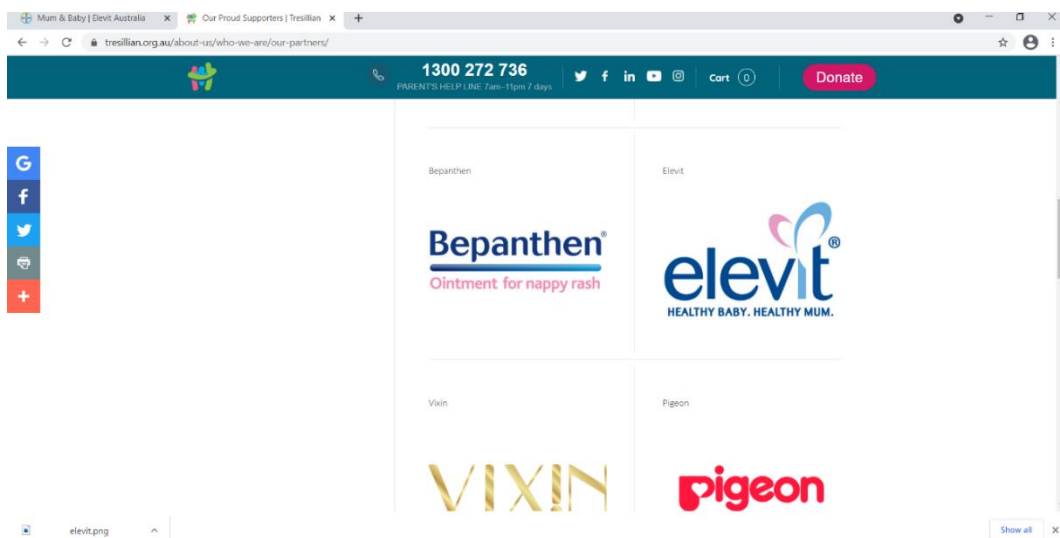 Mum & Baby | Elevit Australia
Our Proud Supporters | Tresillian
tresillian.org.au/about-us/who-we-are/our-partners/
1300 272 736
PARENT'S HELP LINE 7am-11pm 7 days
Cart 0
Donate
Bepanthen
Elevit
Bepanthen®
Ointment for nappy rash
elevit®
HEALTHY BABY. HEALTHY MUM.
Vixin
Pigeon
VIXIN
pigeon
elevit.png
Show all